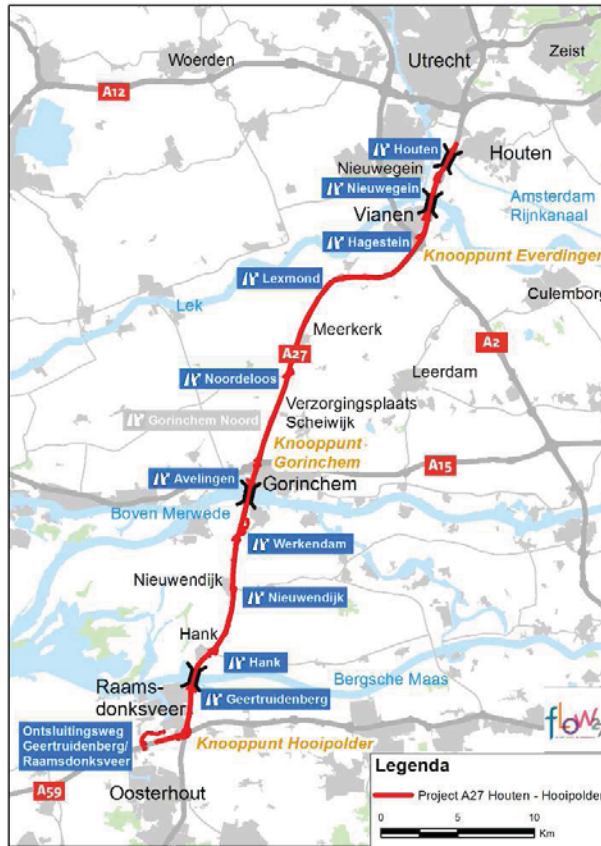 Woerden
Utrecht
Zeist
A12
Houten
Houten
Nieuwegein
Nieuwegein
Amsterdam
Rijnkanaal
Vianen
Hagestein
Knooppunt Everdingen
Lexmond
Culemborg
Lek
Meerkerk
A27
A2
Noordeloos
Leerdam
Verzorgingsplaats
Scheiwijk
Gorinchem Noord
Knooppunt
Gorinchem
A15
Avelingen
Gorinchem
Boven Merwede
Werkendam
Nieuwendijk
Nieuwendijk
Hank
Hank
Bergsche Maas
Raams-
donksveer
Geertruidenberg
Ontsluitingsweg
Geertruidenberg/
Raamsdonksveer
Knooppunt Hooipolder
A59
Oosterhout
Legenda
Project A27 Houten - Hooipolder
0 5 10
Km